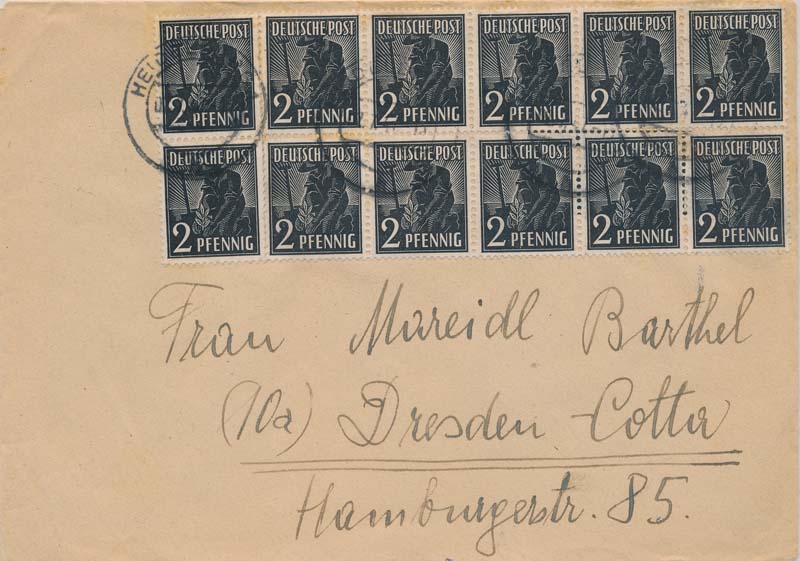 DEUTSCHE POST DEUTSCHE POST DEUTSCHE POST DEUTSCHE POST DEUTSCHE POST DEUTSCHE POST
2 PFENNIG 2 PFENNIG 2 PFENNIG 2 PFENNIG 2 PFENNIG 2 PFENNIG
DEUTSCHE POST DEUTSCHE POST DEUTSCHE POST DEUTSCHE POST DEUTSCHE POST DEUTSCHE POST
2 PFENNIG 2 PFENNIG 2 PFENNIG 2 PFENNIG 2 PFENNIG 2 PFENNIG
Frau Mareidl Barthel
(10a) Dresden-Cotta
Hamburgerstr. 85.